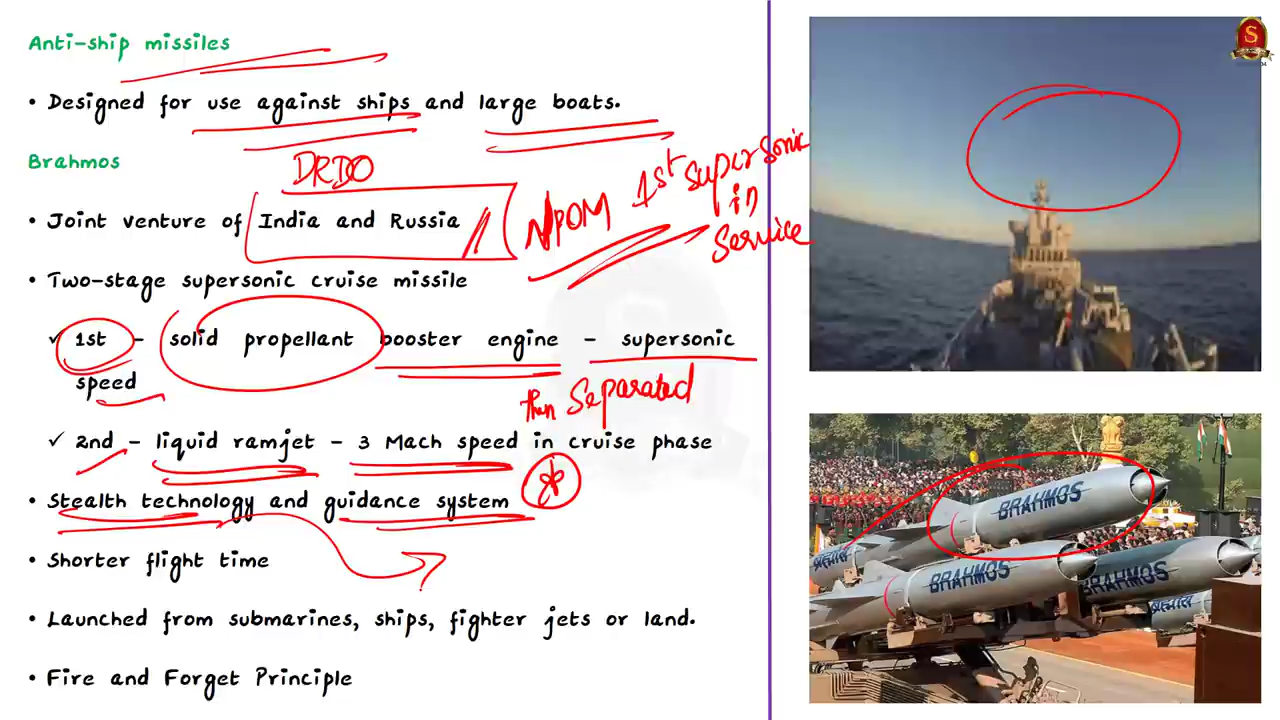 Anti-ship missiles
• Designed for use against ships and large boats.
Brahmos
DRDO
• Joint venture of India and Russia
NPOM
1st supersonic
in
service
• Two-stage supersonic cruise missile
✓ 1st - solid propellant booster engine - supersonic
speed
then Separated
✓ 2nd - liquid ramjet - 3 Mach speed in cruise phase
• Stealth technology and guidance system
• Shorter flight time
• Launched from submarines, ships, fighter jets or land.
• Fire and Forget Principle
S
BRAHMOS
BRAHMOS
BRAHMOS